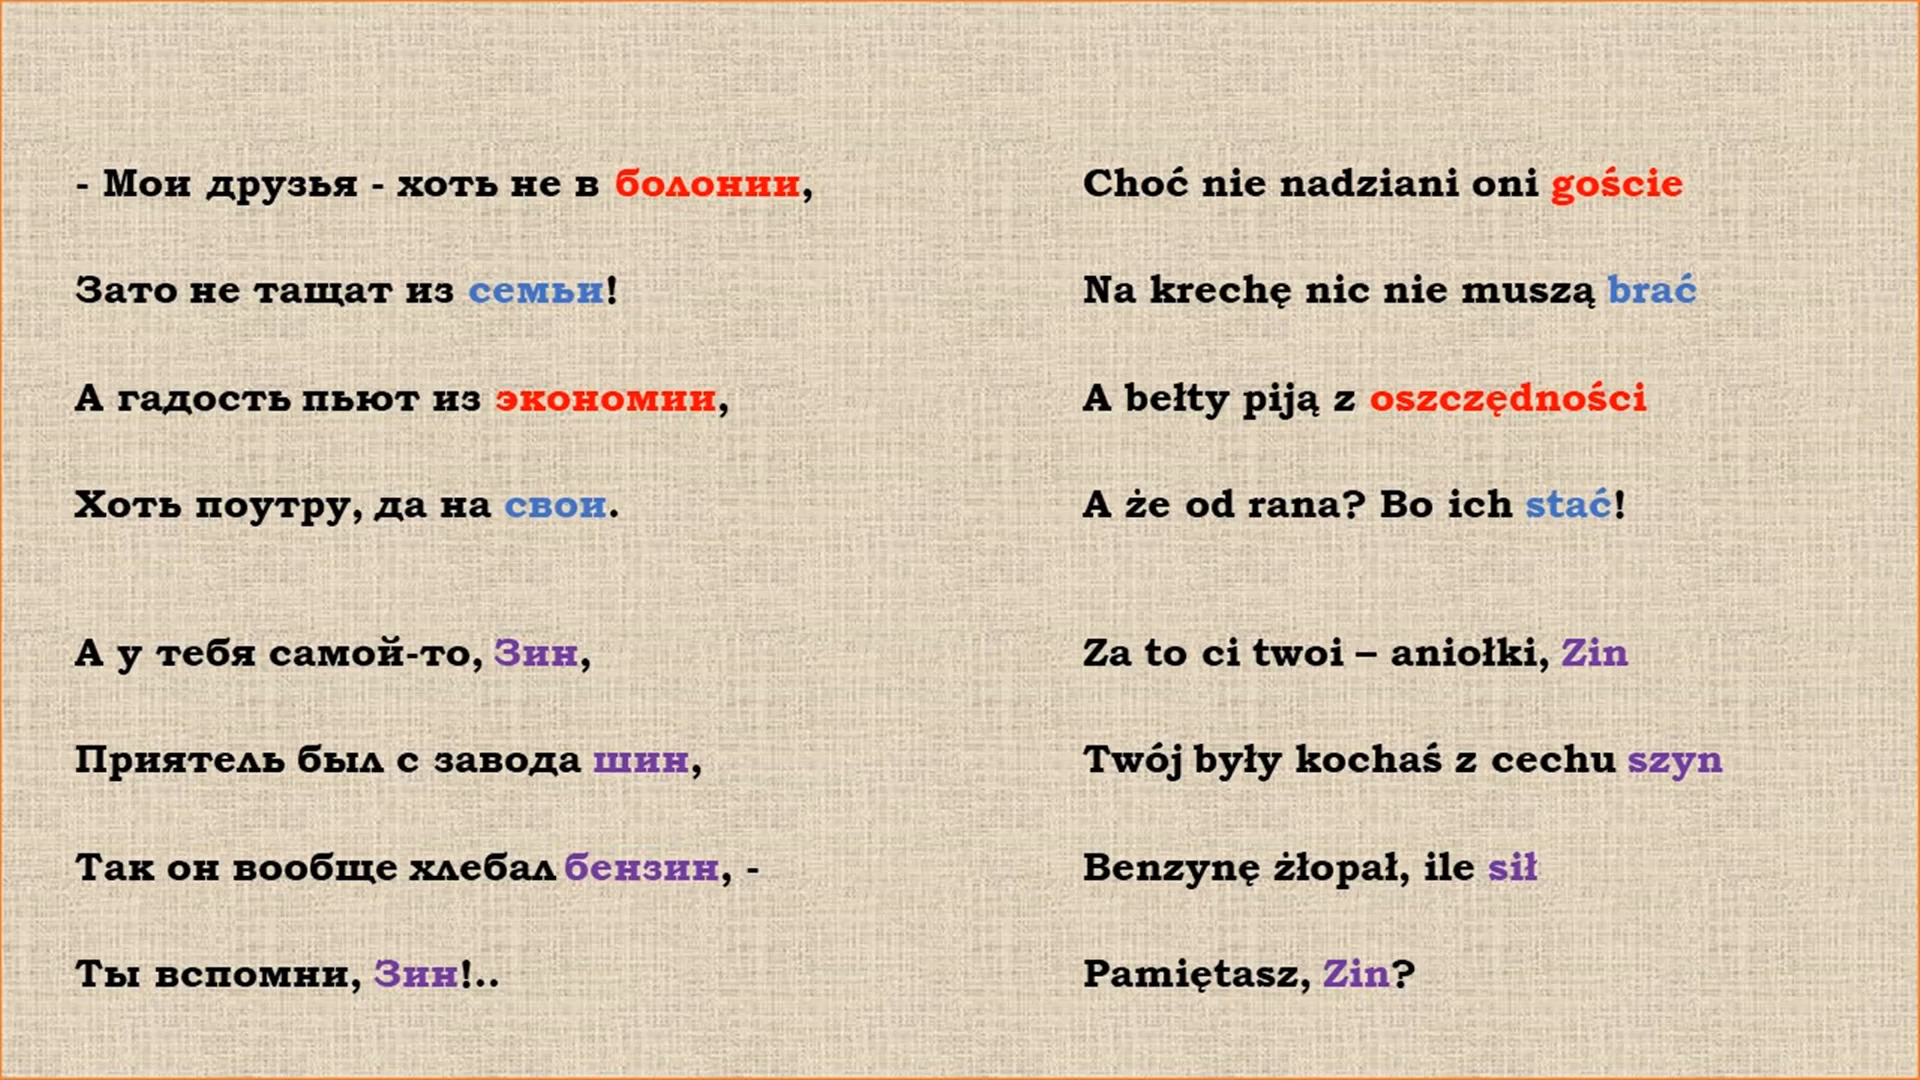 - Мои друзья - хоть не в болонии,
Зато не тащат из семьи!
А гадость пьют из экономии,
Хоть поутру, да на свои.
А у тебя самой-то, Зин,
Приятель был с завода шин,
Так он вообще хлебал бензин, -
Ты вспомни, Зин!..
Choć nie nadziani oni goście
Na krechę nic nie muszą brać
A bełty piją z oszczędności
A że od rana? Bo ich stać!
Za to ci twoi – aniołki, Zin
Twój były kochaś z cechu szyn
Benzynę żłopał, ile sił
Pamiętasz, Zin?